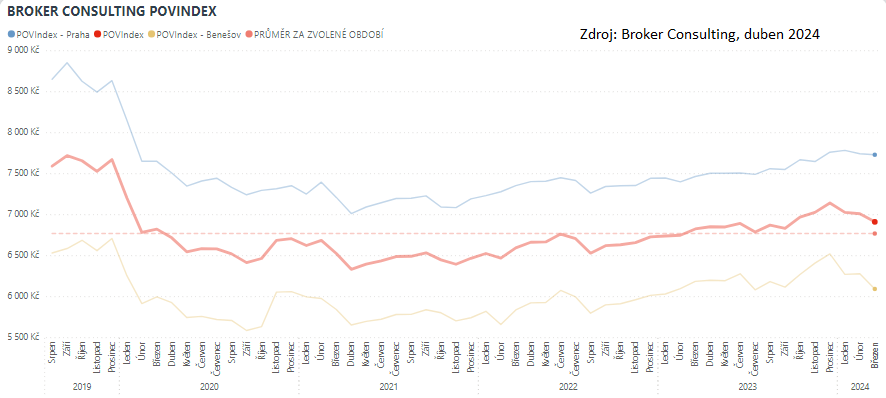 BROKER CONSULTING POVINDEX
POVIndex - Praha POVIndex POVIndex - Benešov PRŮMĚR ZA ZVOLENÉ OBDOBÍ
Zdroj: Broker Consulting, duben 2024
9 000 Kč
8 500 Kč
8 000 Kč
7 500 Kč
7 000 Kč
6 500 Kč
6 000 Kč
5 500 Kč
Srpen Září Říjen Listopad Prosinec Leden Únor Březen Duben Květen Červen Červenec Srpen Září Říjen Listopad Prosinec Leden Únor Březen Duben Květen Červen Červenec Srpen Září Říjen Listopad Prosinec Leden Únor Březen Duben Květen Červen Červenec Srpen Září Říjen Listopad Prosinec Leden Únor Březen Duben Květen Červen Červenec Srpen Září Říjen Listopad Prosinec Leden Únor Březen
2019 2020 2021 2022 2023 2024